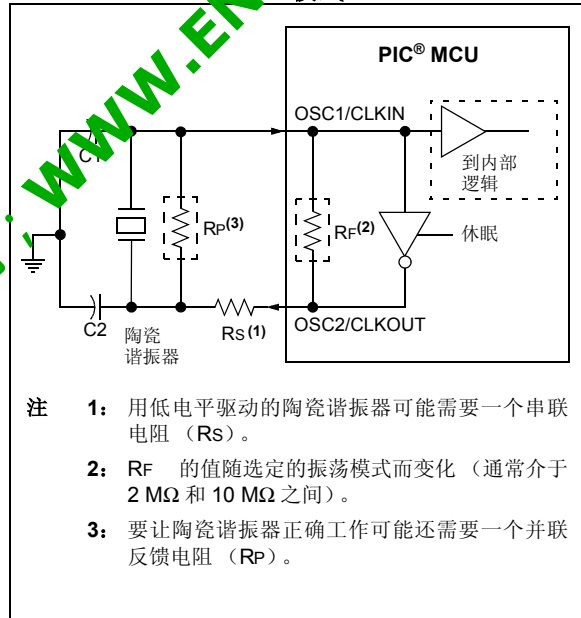 WWW.EN
PIC® MCU
OSC1/CLKIN
C1
到内部
逻辑
RP(3)
RF(2)
休眠
C2
陶瓷
谐振器
RS(1)
OSC2/CLKOUT
注 1: 用低电平驱动的陶瓷谐振器可能需要一个串联
电阻 (RS)。
2: RF 的值随选定的振荡模式而变化 (通常介于
2 MΩ 和 10 MΩ 之间)。
3: 要让陶瓷谐振器正确工作可能还需要一个并联
反馈电阻 (RP)。